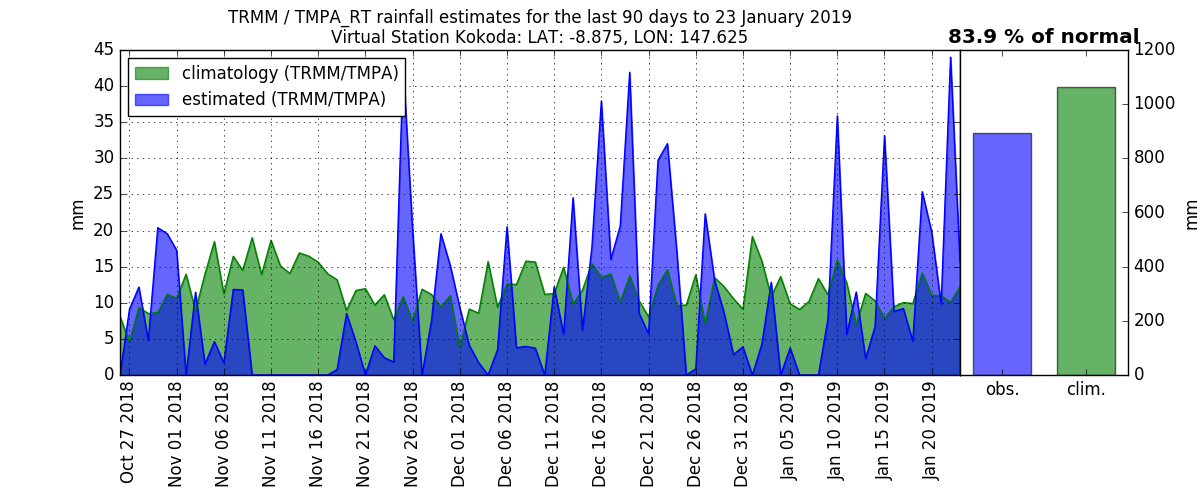 TRMM / TMPA_RT rainfall estimates for the last 90 days to 23 January 2019
Virtual Station Kokoda: LAT: -8.875, LON: 147.625
83.9 % of normal
climatology (TRMM/TMPA)
estimated (TRMM/TMPA)
mm
45
40
35
30
25
20
15
10
5
0
Oct 27 2018
Nov 01 2018
Nov 06 2018
Nov 11 2018
Nov 16 2018
Nov 21 2018
Nov 26 2018
Dec 01 2018
Dec 06 2018
Dec 11 2018
Dec 16 2018
Dec 21 2018
Dec 26 2018
Dec 31 2018
Jan 05 2019
Jan 10 2019
Jan 15 2019
Jan 20 2019
obs.
clim.
1200
1000
800
600
400
200
0
mm